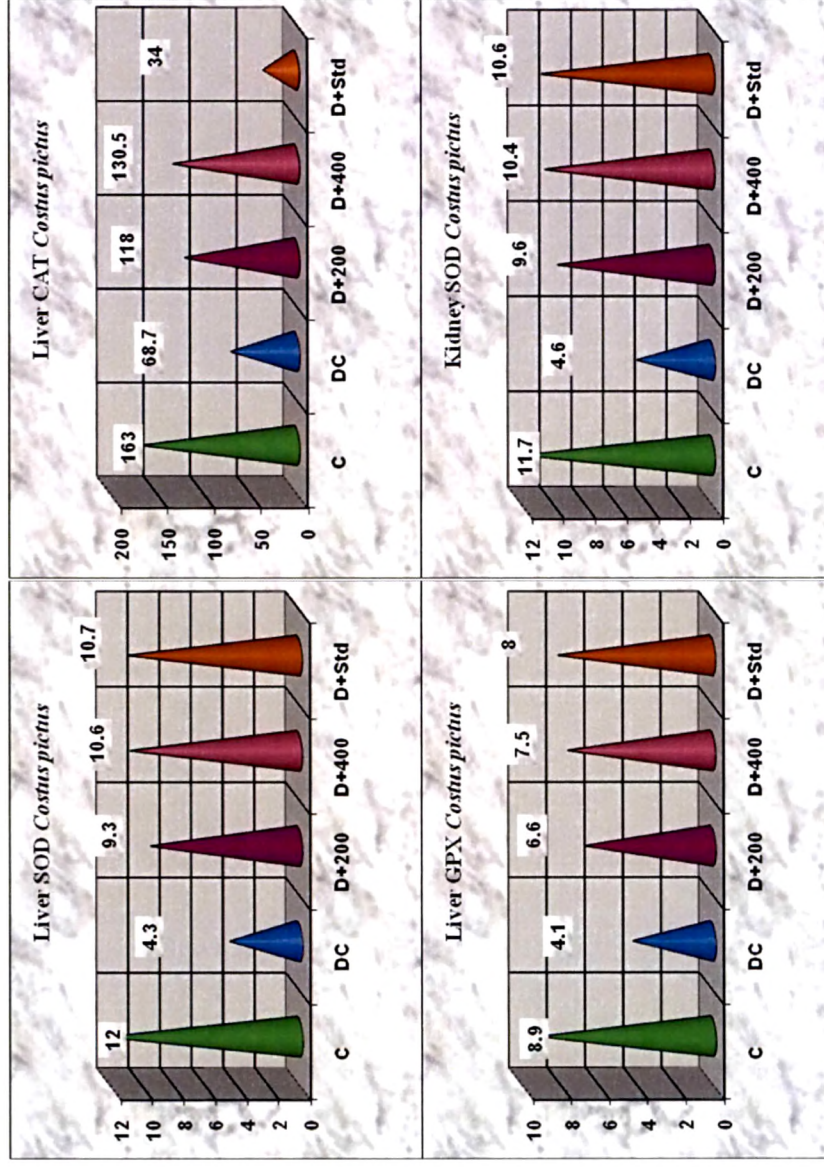 Liver SOD Costus pictus
12
4.3
9.3
10.6
10.7
12
10
8
6
4
2
0
C
DC
D+200
D+400
D+Std
Liver CAT Costus pictus
163
68.7
118
130.5
34
200
150
100
50
0
C
DC
D+200
D+400
D+Std
Liver GPX Costus pictus
8.9
4.1
6.6
7.5
8
10
8
6
4
2
0
C
DC
D+200
D+400
D+Std
Kidney SOD Costus pictus
11.7
4.6
9.6
10.4
10.6
12
10
8
6
4
2
0
C
DC
D+200
D+400
D+Std